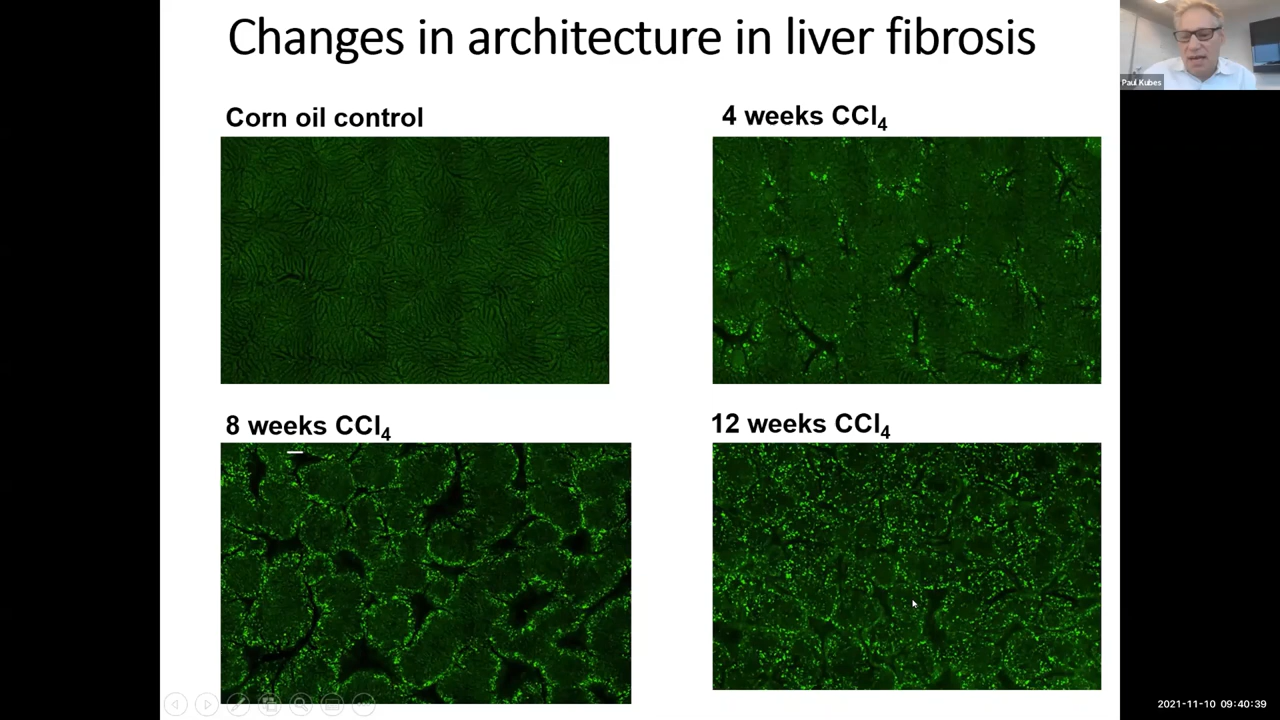 Changes in architecture in liver fibrosis
Paul Kubes
Corn oil control
4 weeks CCl₄
8 weeks CCl₄
12 weeks CCl₄
2021-11-10 09:40:39